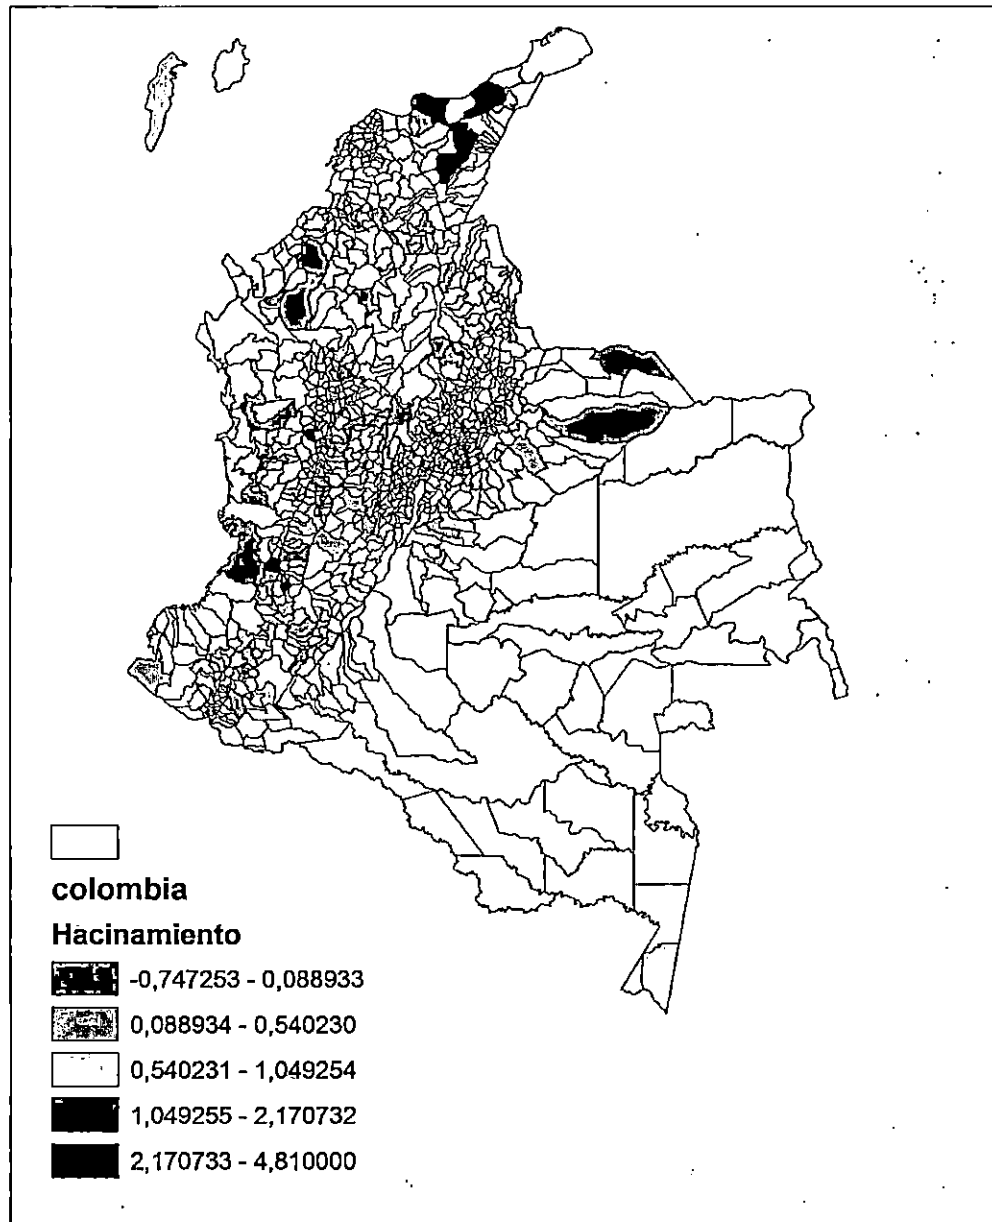 colombia
Hacinamiento
-0,747253 - 0,088933
0,088934 - 0,540230
0,540231 - 1,049254
1,049255 - 2,170732
2,170733 - 4,810000